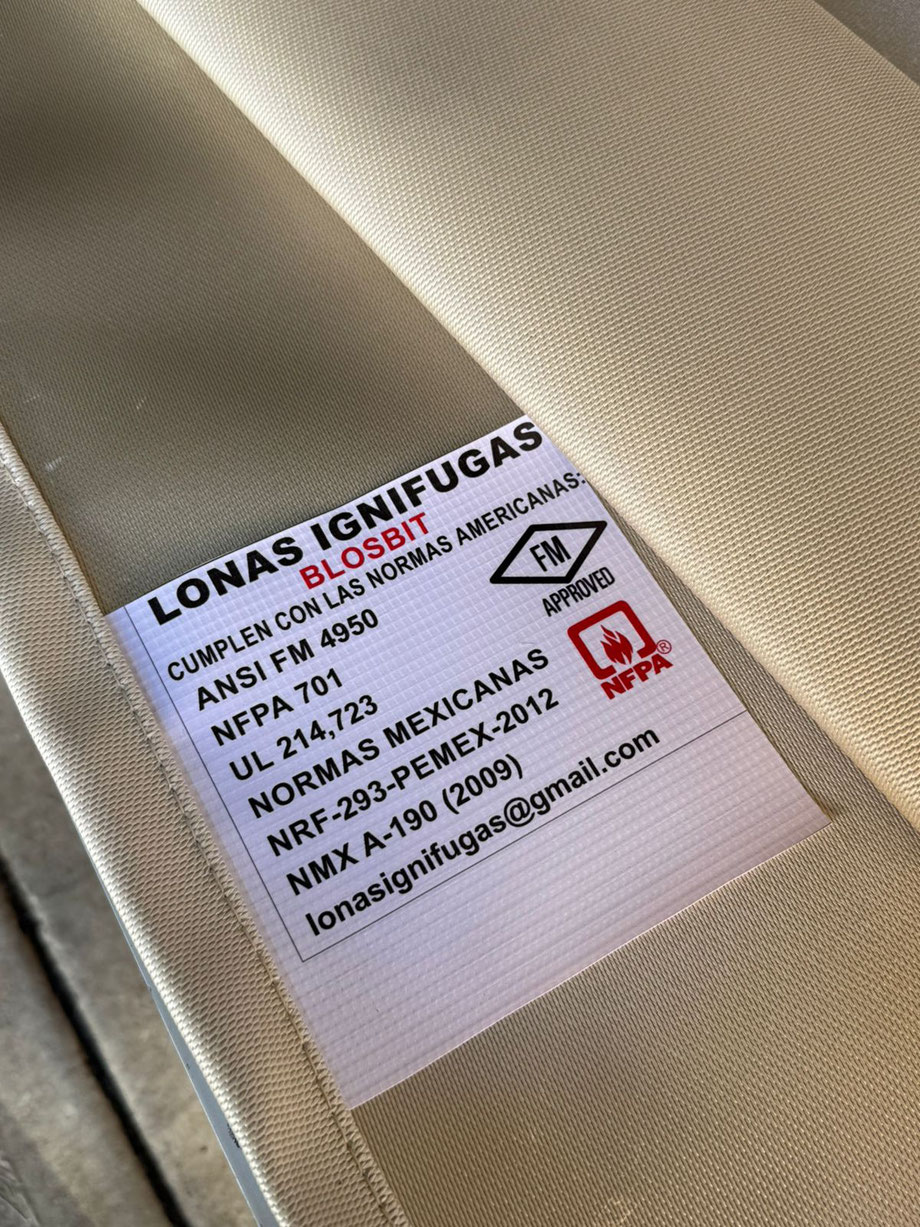 LONAS IGNIFUGAS
BLOSBIT
CUMPLEN CON LAS NORMAS AMERICANAS:
ANSI FM 4950
NFPA 701
UL 214,723
NORMAS MEXICANAS
NRF-293-PEMEX-2012
NMX A-190 (2009)
lonasignifugas@gmail.com
FM
APPROVED
NFPA®